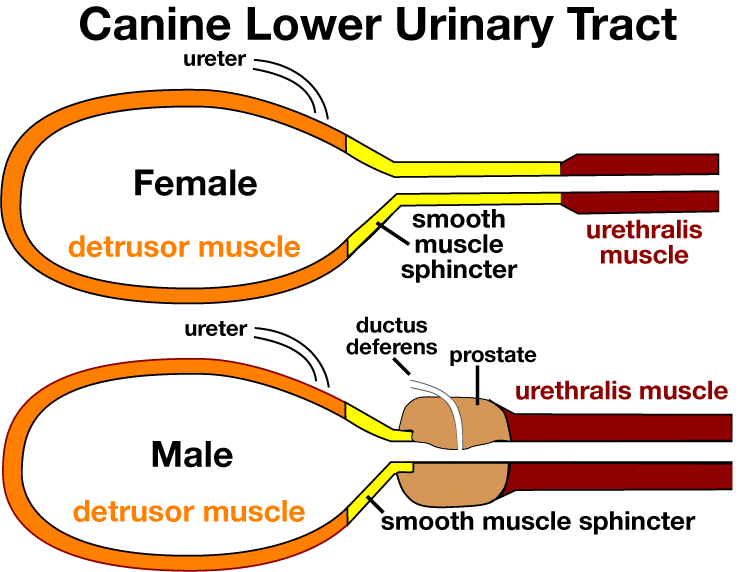 Canine Lower Urinary Tract
ureter
Female
detrusor muscle
smooth
muscle
sphincter
urethralis
muscle
ureter
ductus
deferens
prostate
urethralis muscle
Male
detrusor muscle
smooth muscle sphincter